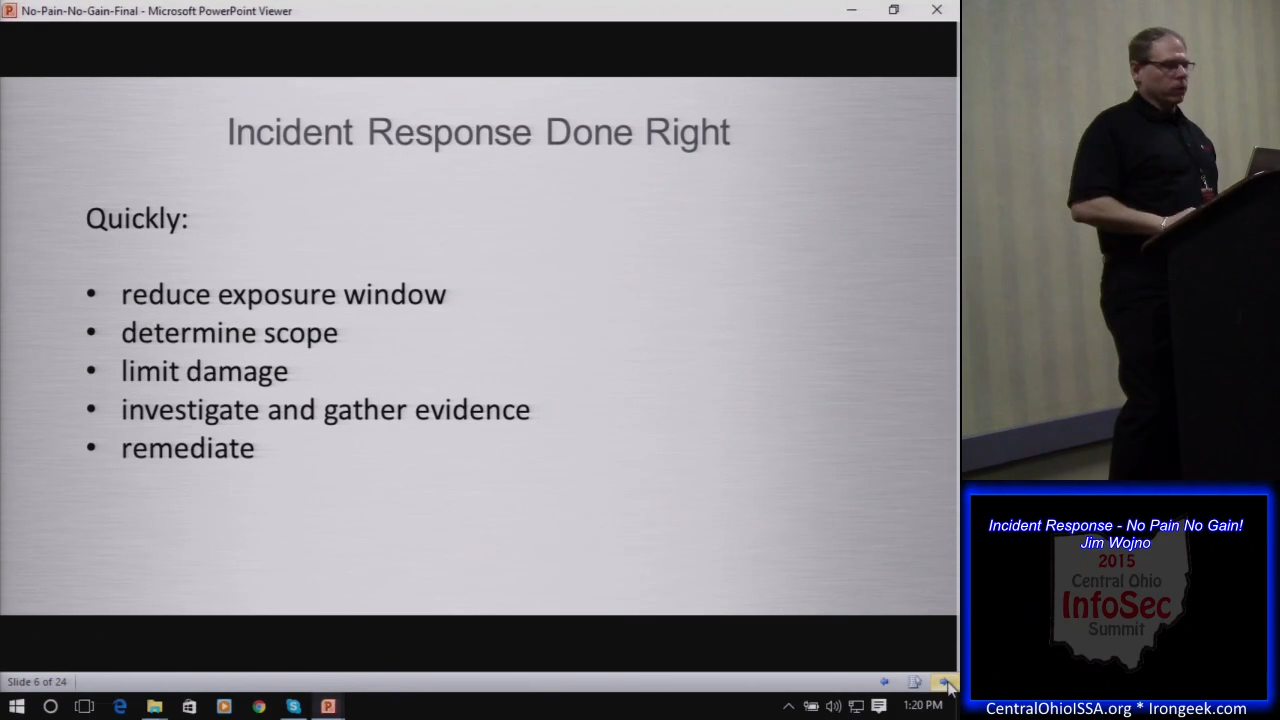 No-Pain-No-Gain-Final - Microsoft PowerPoint Viewer
Incident Response Done Right
Quickly:
• reduce exposure window
• determine scope
• limit damage
• investigate and gather evidence
• remediate
Slide 6 of 24
1:20 PM
Incident Response - No Pain No Gain!
Jim Wojno
2015
Central Ohio
InfoSec
Summit
CentralOhioISSA.org * Irongeek.com